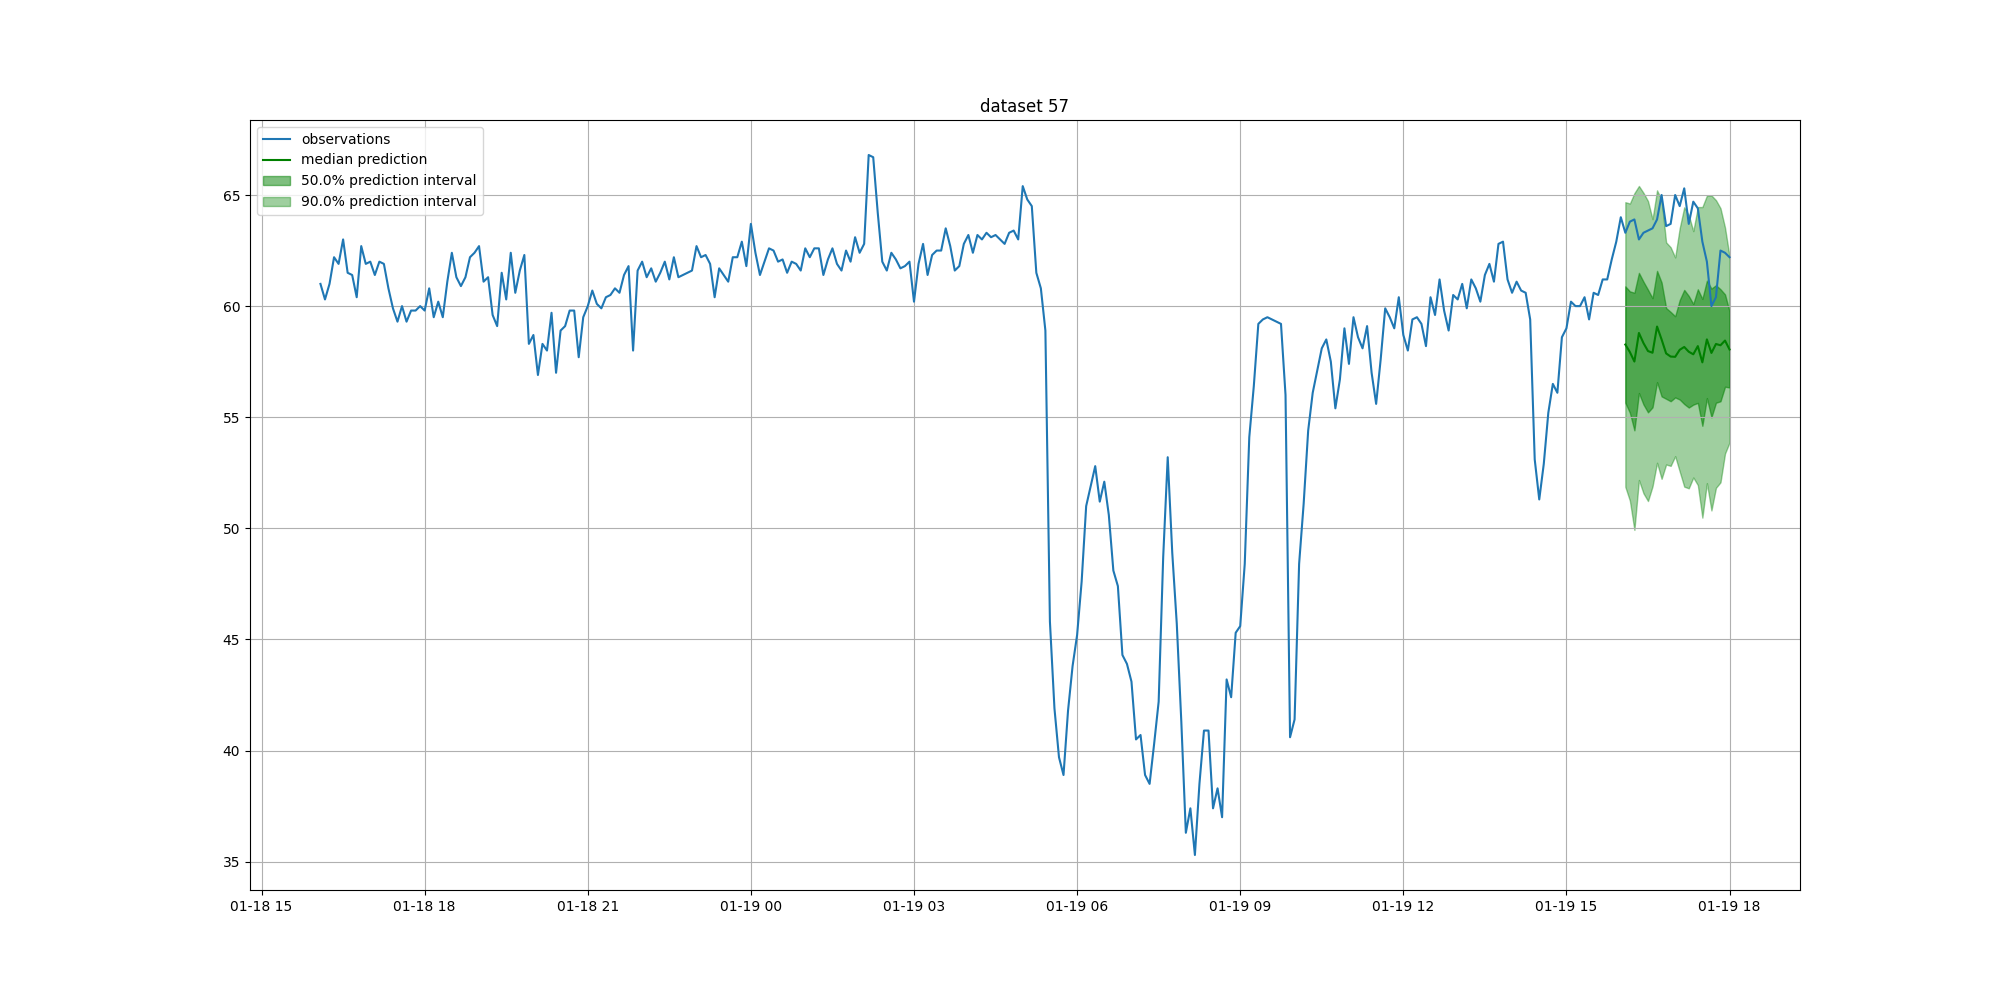 dataset 57
observations
median prediction
50.0% prediction interval
90.0% prediction interval
65
60
55
50
45
40
35
01-18 15 01-18 18 01-18 21 01-19 00 01-19 03 01-19 06 01-19 09 01-19 12 01-19 15 01-19 18